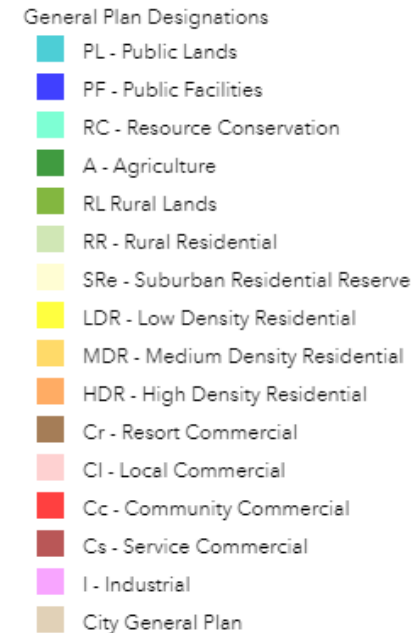 General Plan Designations
PL - Public Lands
PF - Public Facilities
RC - Resource Conservation
A - Agriculture
RL Rural Lands
RR - Rural Residential
SRe - Suburban Residential Reserve
LDR - Low Density Residential
MDR - Medium Density Residential
HDR - High Density Residential
Cr - Resort Commercial
Cl - Local Commercial
Cc - Community Commercial
Cs - Service Commercial
I - Industrial
City General Plan